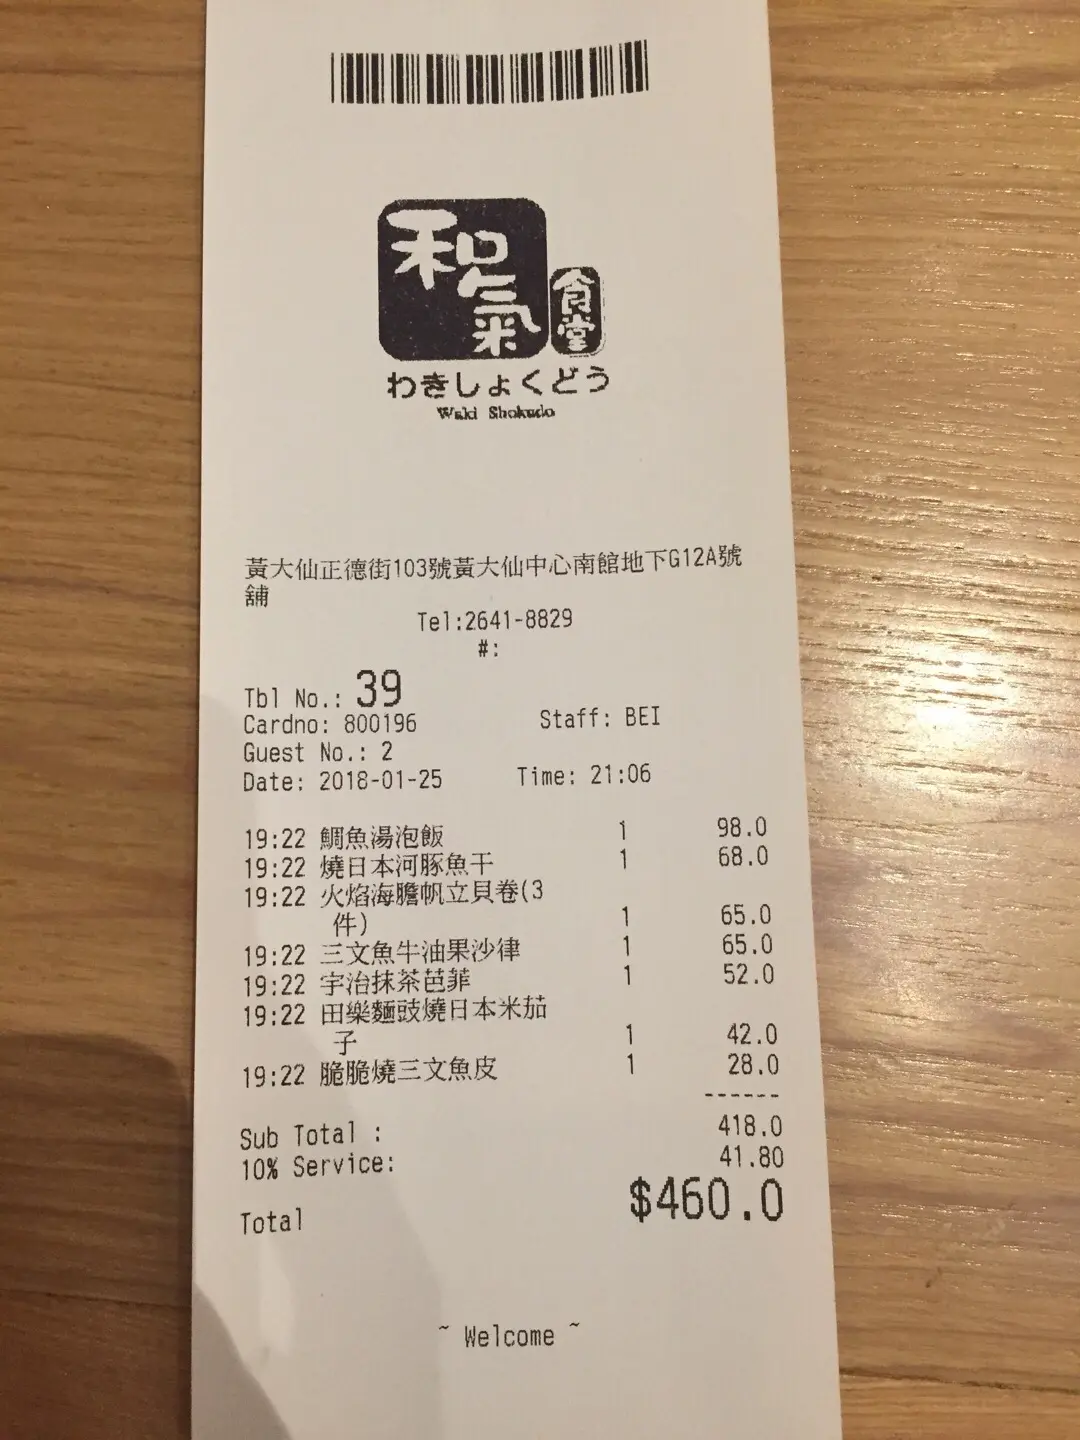 和氣
食堂
わきしょくどう
Waki Shokudo
黃大仙正德街103號黃大仙中心南館地下G12A號
舖
Tel:2641-8829
#:
Tbl No.: 39
Cardno: 800196 Staff: BEI
Guest No.: 2
Date: 2018-01-25 Time: 21:06
19:22 鯛魚湯泡飯 1 98.0
19:22 燒日本河豚魚干 1 68.0
19:22 火焰海膽帆立貝卷(3
件) 1 65.0
19:22 三文魚牛油果沙律 1 65.0
19:22 宇治抹茶芭菲 1 52.0
19:22 田樂麵豉燒日本米茄
子 1 42.0
19:22 脆脆燒三文魚皮 1 28.0
------
Sub Total : 418.0
10% Service: 41.80
Total $460.0
~ Welcome ~